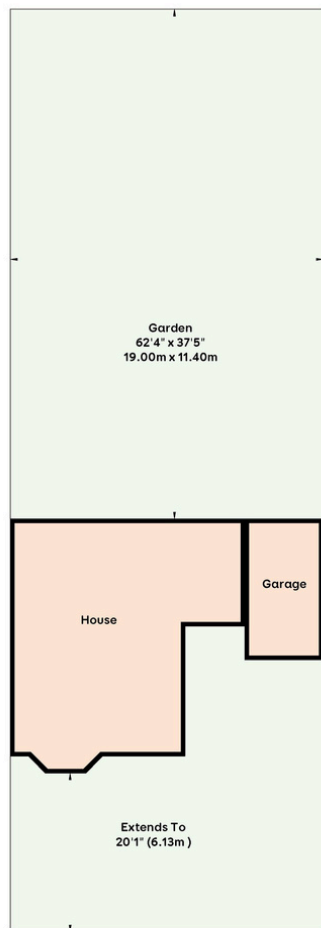 Garden
62'4" x 37'5"
19.00m x 11.40m
House
Garage
Extends To
20'1" (6.13m )